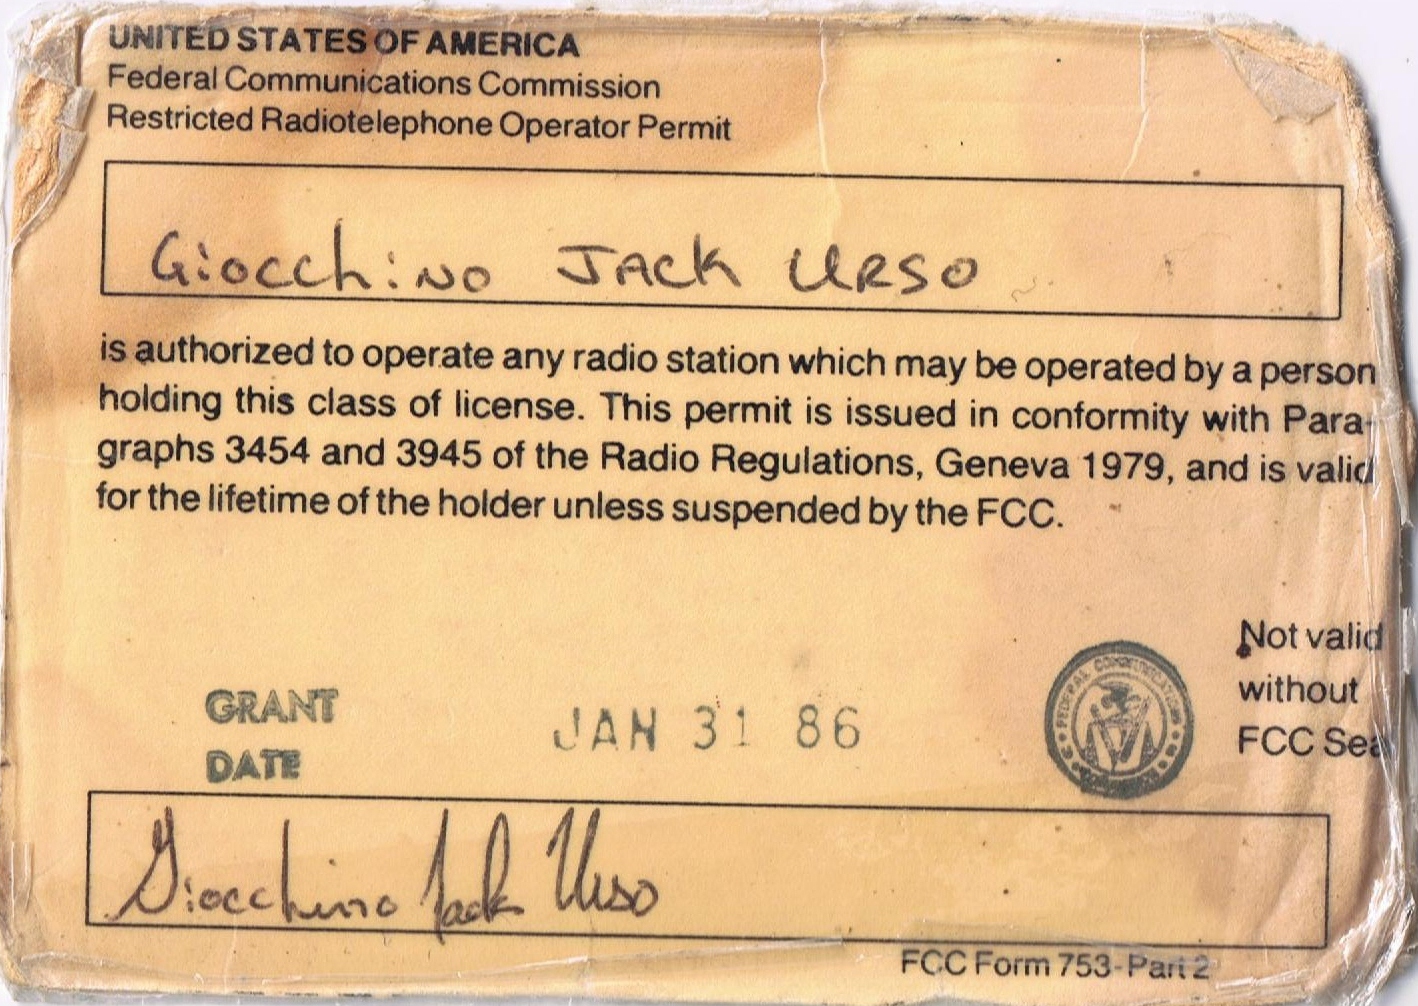 UNITED STATES OF AMERICA
Federal Communications Commission
Restricted Radiotelephone Operator Permit
Giocchino Jack Urso
is authorized to operate any radio station which may be operated by a person
holding this class of license. This permit is issued in conformity with Para-
graphs 3454 and 3945 of the Radio Regulations, Geneva 1979, and is valid
for the lifetime of the holder unless suspended by the FCC.
Not valid
without
FCC Sea
GRANT
DATE
JAN 31 86
FEDERAL COMMUNICATIONS
Giocchino Jack Urso
FCC Form 753-Part 2